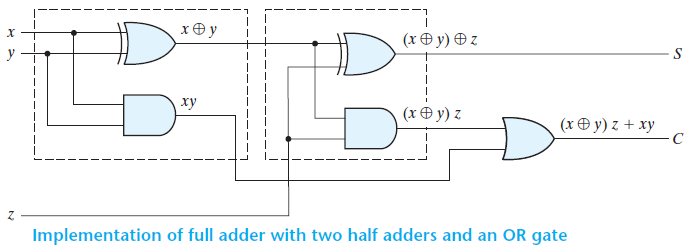 x
x ⊕ y
(x ⊕ y) ⊕ z
S
y
xy
(x ⊕ y) z
(x ⊕ y) z + xy
C
z
Implementation of full adder with two half adders and an OR gate